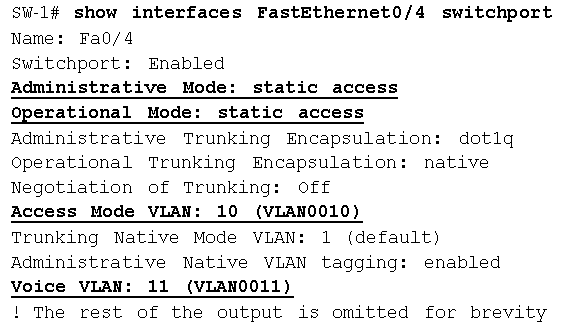 SW-1# show interfaces FastEthernet0/4 switchport
Name: Fa0/4
Switchport: Enabled
Administrative Mode: static access
Operational Mode: static access
Administrative Trunking Encapsulation: dot1q
Operational Trunking Encapsulation: native
Negotiation of Trunking: Off
Access Mode VLAN: 10 (VLAN0010)
Trunking Native Mode VLAN: 1 (default)
Administrative Native VLAN tagging: enabled
Voice VLAN: 11 (VLAN0011)
! The rest of the output is omitted for brevity